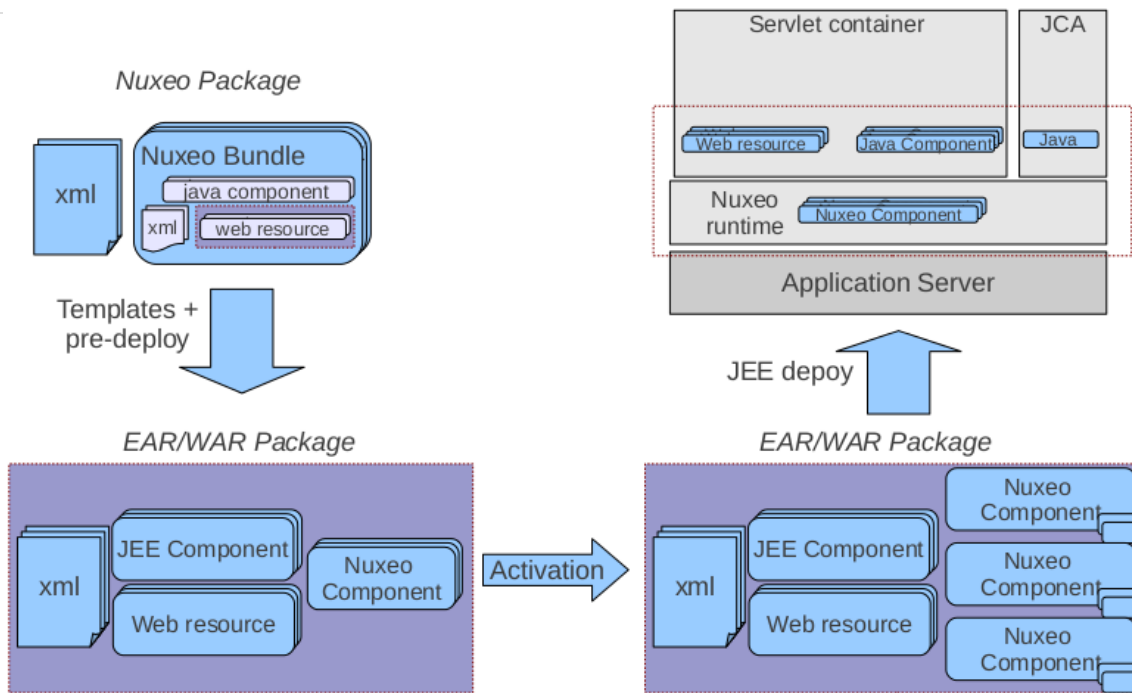 Nuxeo Package
xml
Nuxeo Bundle
java component
xml
web resource
Templates +
pre-deploy
EAR/WAR Package
xml
JEE Component
Web resource
Nuxeo
Component
Activation
EAR/WAR Package
xml
JEE Component
Web resource
Nuxeo
Component
Nuxeo
Component
Nuxeo
Component
JEE depoy
Servlet container
JCA
Web resource
Java Component
Java
Nuxeo
runtime
Nuxeo Component
Application Server